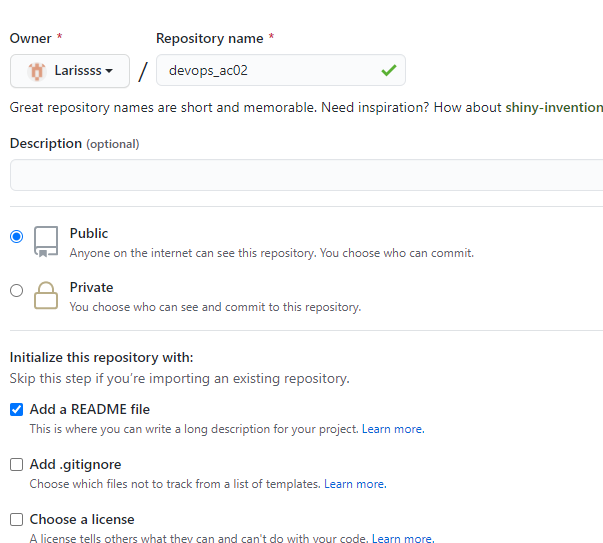 Owner * Repository name *
Larissss / devops_ac02
Great repository names are short and memorable. Need inspiration? How about shiny-invention
Description (optional)
Public
Anyone on the internet can see this repository. You choose who can commit.
Private
You choose who can see and commit to this repository.
Initialize this repository with:
Skip this step if you’re importing an existing repository.
Add a README file
This is where you can write a long description for your project. Learn more.
Add .gitignore
Choose which files not to track from a list of templates. Learn more.
Choose a license
A license tells others what they can and can't do with your code. Learn more.